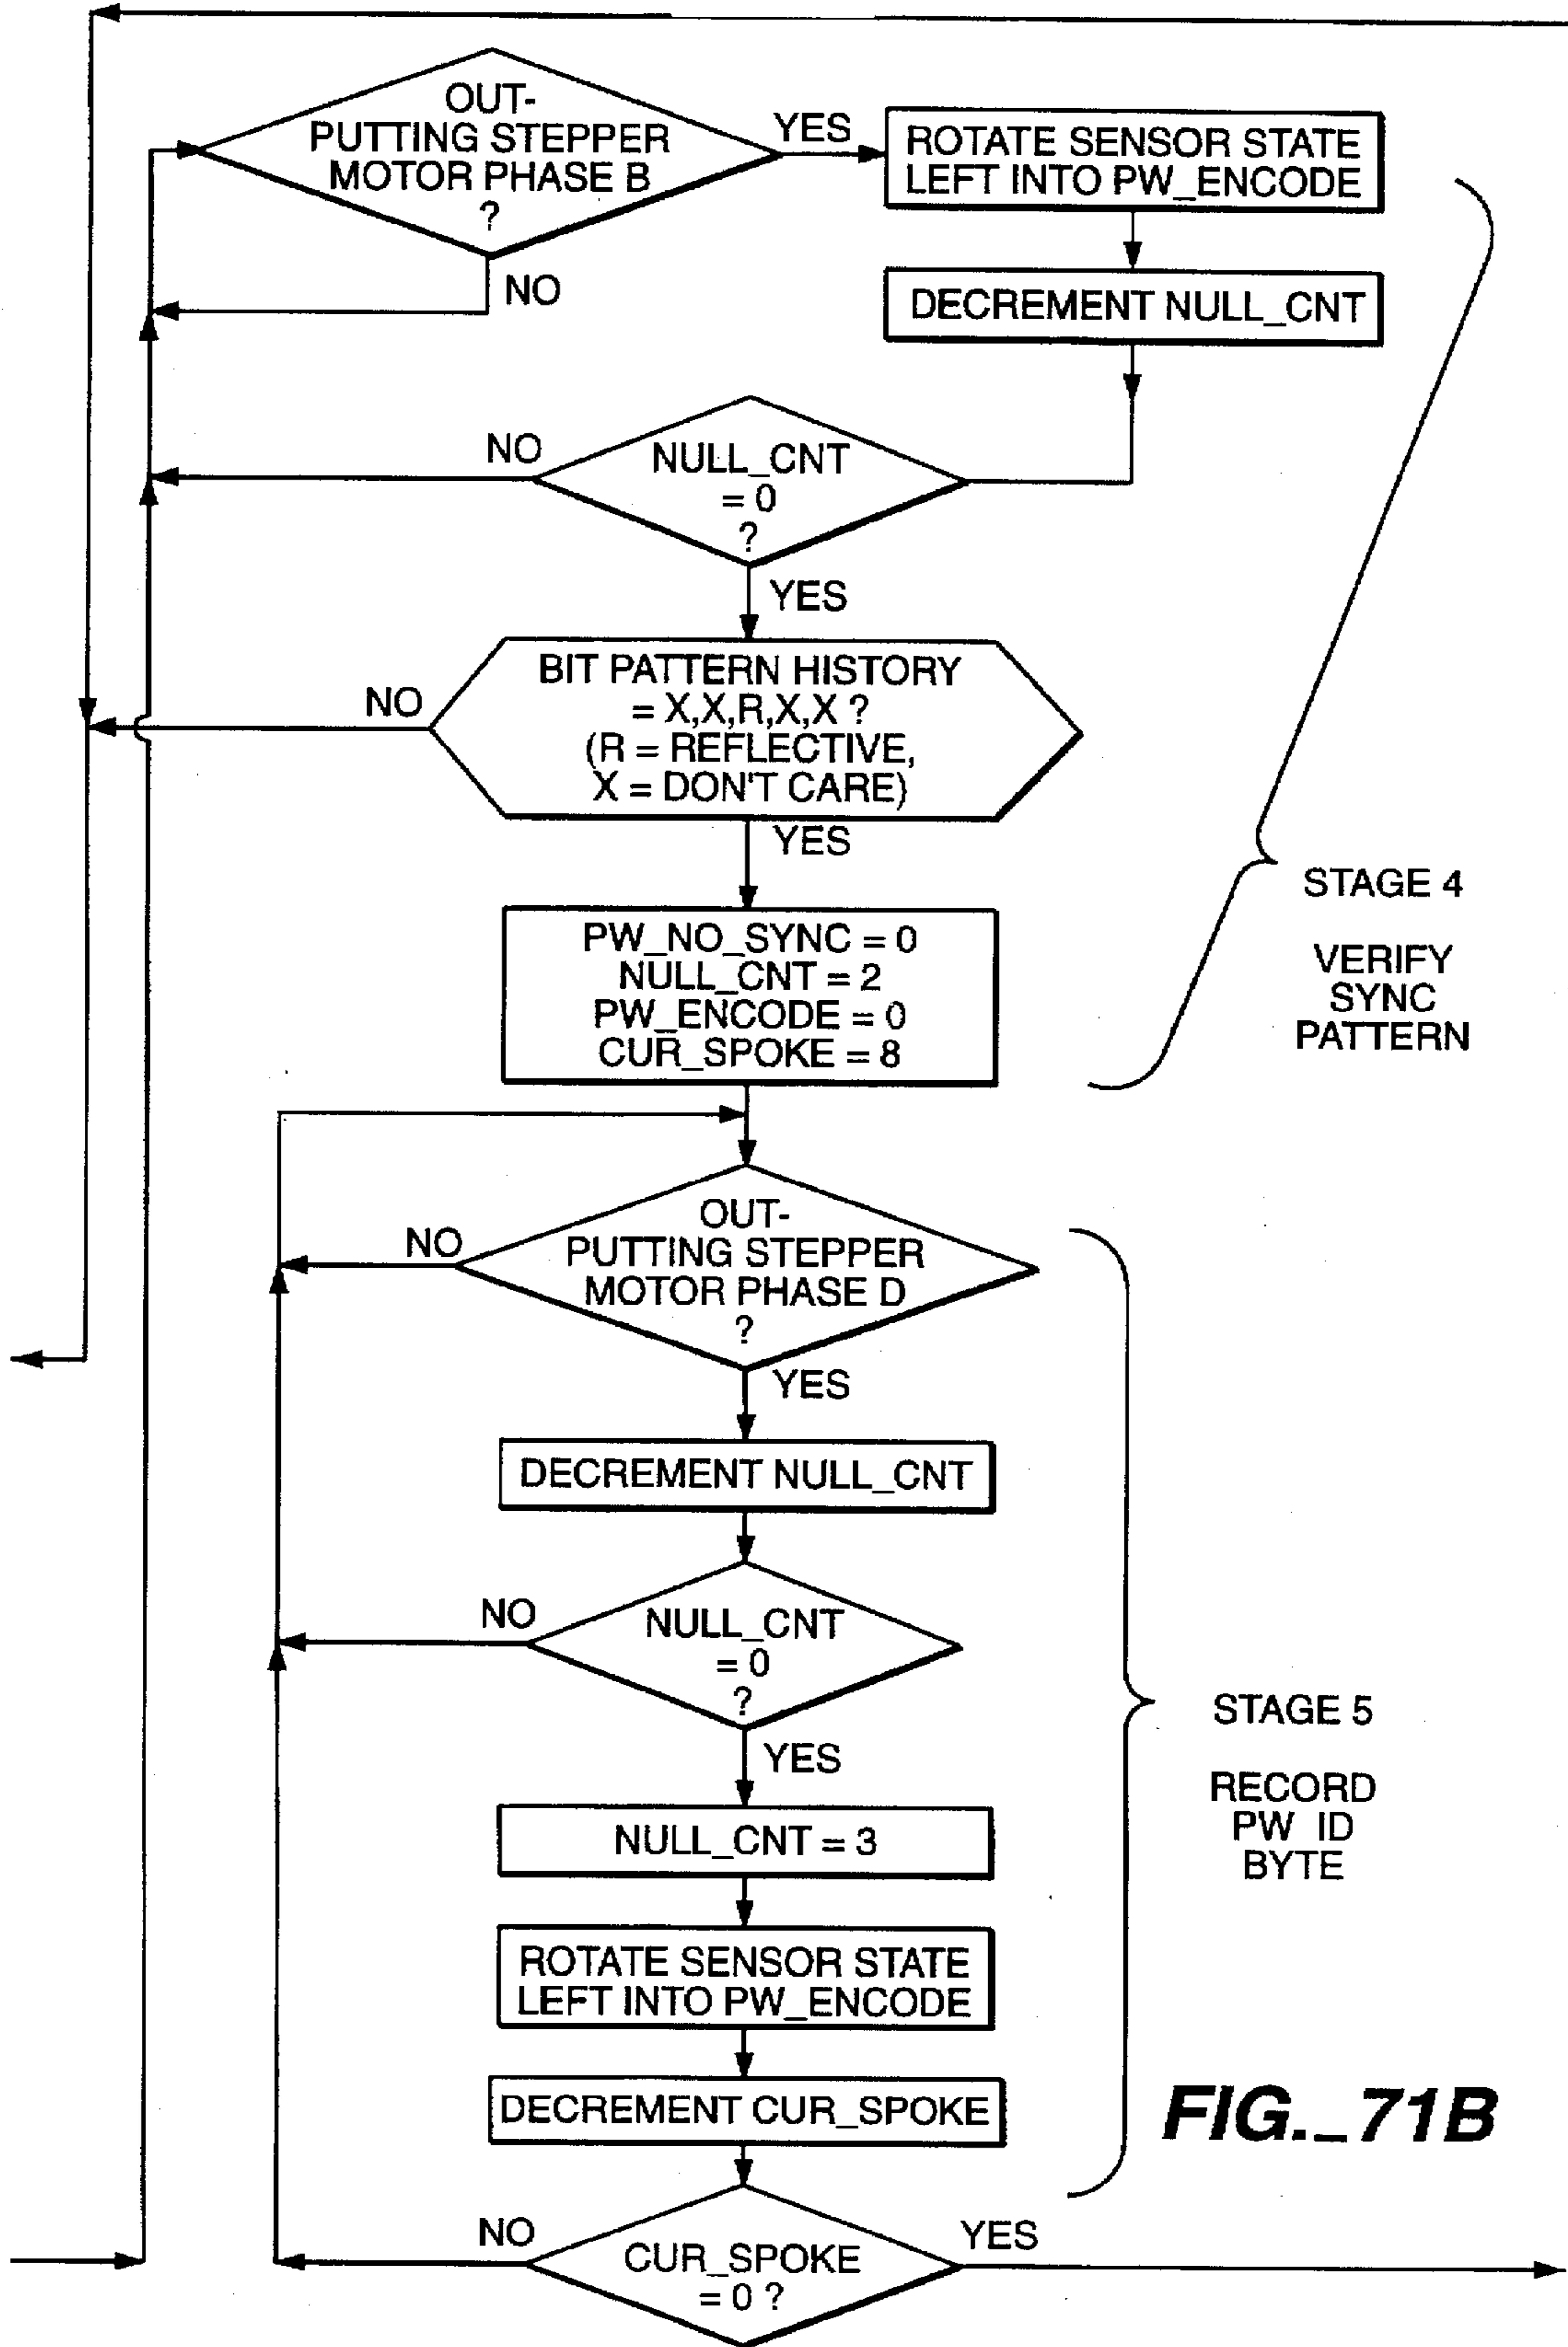 OUT-
PUTTING STEPPER
MOTOR PHASE B
?
YES
ROTATE SENSOR STATE
LEFT INTO PW_ENCODE
NO
DECREMENT NULL_CNT
NO
NULL_CNT
= 0
?
YES
BIT PATTERN HISTORY
= X,X,R,X,X ?
(R = REFLECTIVE,
X = DON'T CARE)
NO
YES
PW_NO_SYNC = 0
NULL_CNT = 2
PW_ENCODE = 0
CUR_SPOKE = 8
STAGE 4
VERIFY
SYNC
PATTERN
OUT-
PUTTING STEPPER
MOTOR PHASE D
?
NO
YES
DECREMENT NULL_CNT
NO
NULL_CNT
= 0
?
YES
NULL_CNT = 3
ROTATE SENSOR STATE
LEFT INTO PW_ENCODE
DECREMENT CUR_SPOKE
STAGE 5
RECORD
PW ID
BYTE
NO
CUR_SPOKE
= 0 ?
YES
FIG._71B